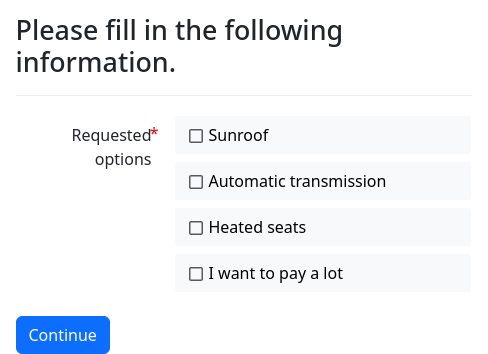 Please fill in the following
information.
Requested*
options
Sunroof
Automatic transmission
Heated seats
I want to pay a lot
Continue